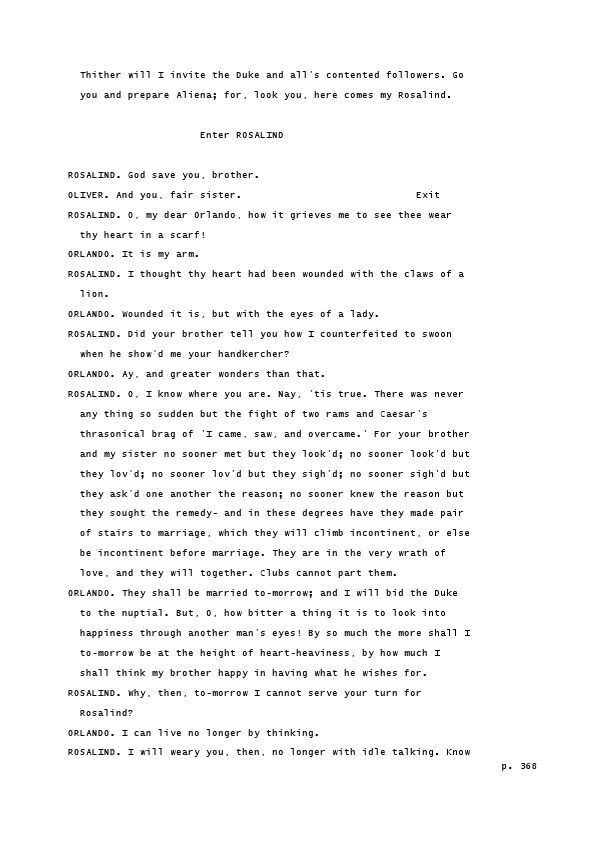 Thither will I invite the Duke and all's contented followers. Go
you and prepare Aliena; for, look you, here comes my Rosalind.
Enter ROSALIND
ROSALIND. God save you, brother.
OLIVER. And you, fair sister. Exit
ROSALIND. O, my dear Orlando, how it grieves me to see thee wear
thy heart in a scarf!
ORLANDO. It is my arm.
ROSALIND. I thought thy heart had been wounded with the claws of a
lion.
ORLANDO. Wounded it is, but with the eyes of a lady.
ROSALIND. Did your brother tell you how I counterfeited to swoon
when he show'd me your handkercher?
ORLANDO. Ay, and greater wonders than that.
ROSALIND. O, I know where you are. Nay, 'tis true. There was never
any thing so sudden but the fight of two rams and Caesar's
thrasonical brag of 'I came, saw, and overcame.' For your brother
and my sister no sooner met but they look'd; no sooner look'd but
they lov'd; no sooner lov'd but they sigh'd; no sooner sigh'd but
they ask'd one another the reason; no sooner knew the reason but
they sought the remedy- and in these degrees have they made pair
of stairs to marriage, which they will climb incontinent, or else
be incontinent before marriage. They are in the very wrath of
love, and they will together. Clubs cannot part them.
ORLANDO. They shall be married to-morrow; and I will bid the Duke
to the nuptial. But, O, how bitter a thing it is to look into
happiness through another man's eyes! By so much the more shall I
to-morrow be at the height of heart-heaviness, by how much I
shall think my brother happy in having what he wishes for.
ROSALIND. Why, then, to-morrow I cannot serve your turn for
Rosalind?
ORLANDO. I can live no longer by thinking.
ROSALIND. I will weary you, then, no longer with idle talking. Know
p. 368